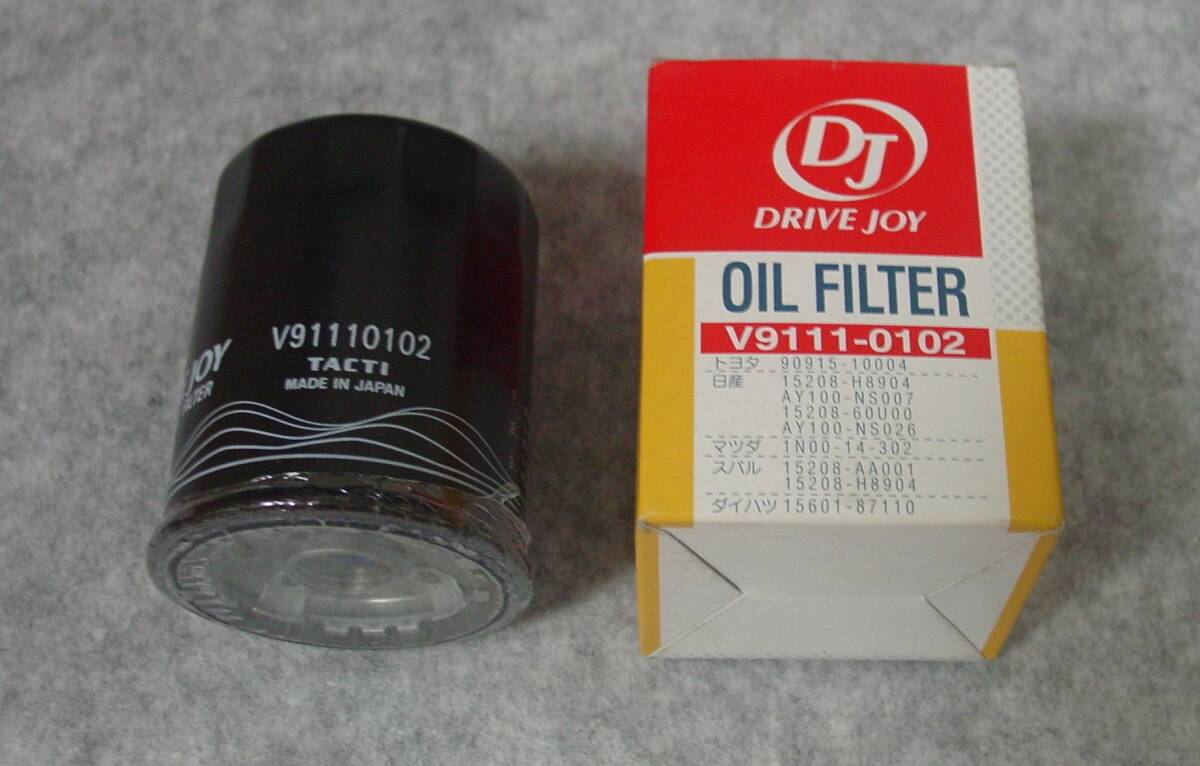 JOY
FILTER
V91110102
TACTI
MADE IN JAPAN
DJ
DRIVE JOY
OIL FILTER
V9111-0102
トヨタ 90915-10004
日産 15208-H8904
AY100-NS007
15208-60U00
AY100-NS026
マツダ 1N00-14-302
スバル 15208-AA001
15208-H8904
ダイハツ 15601-87110